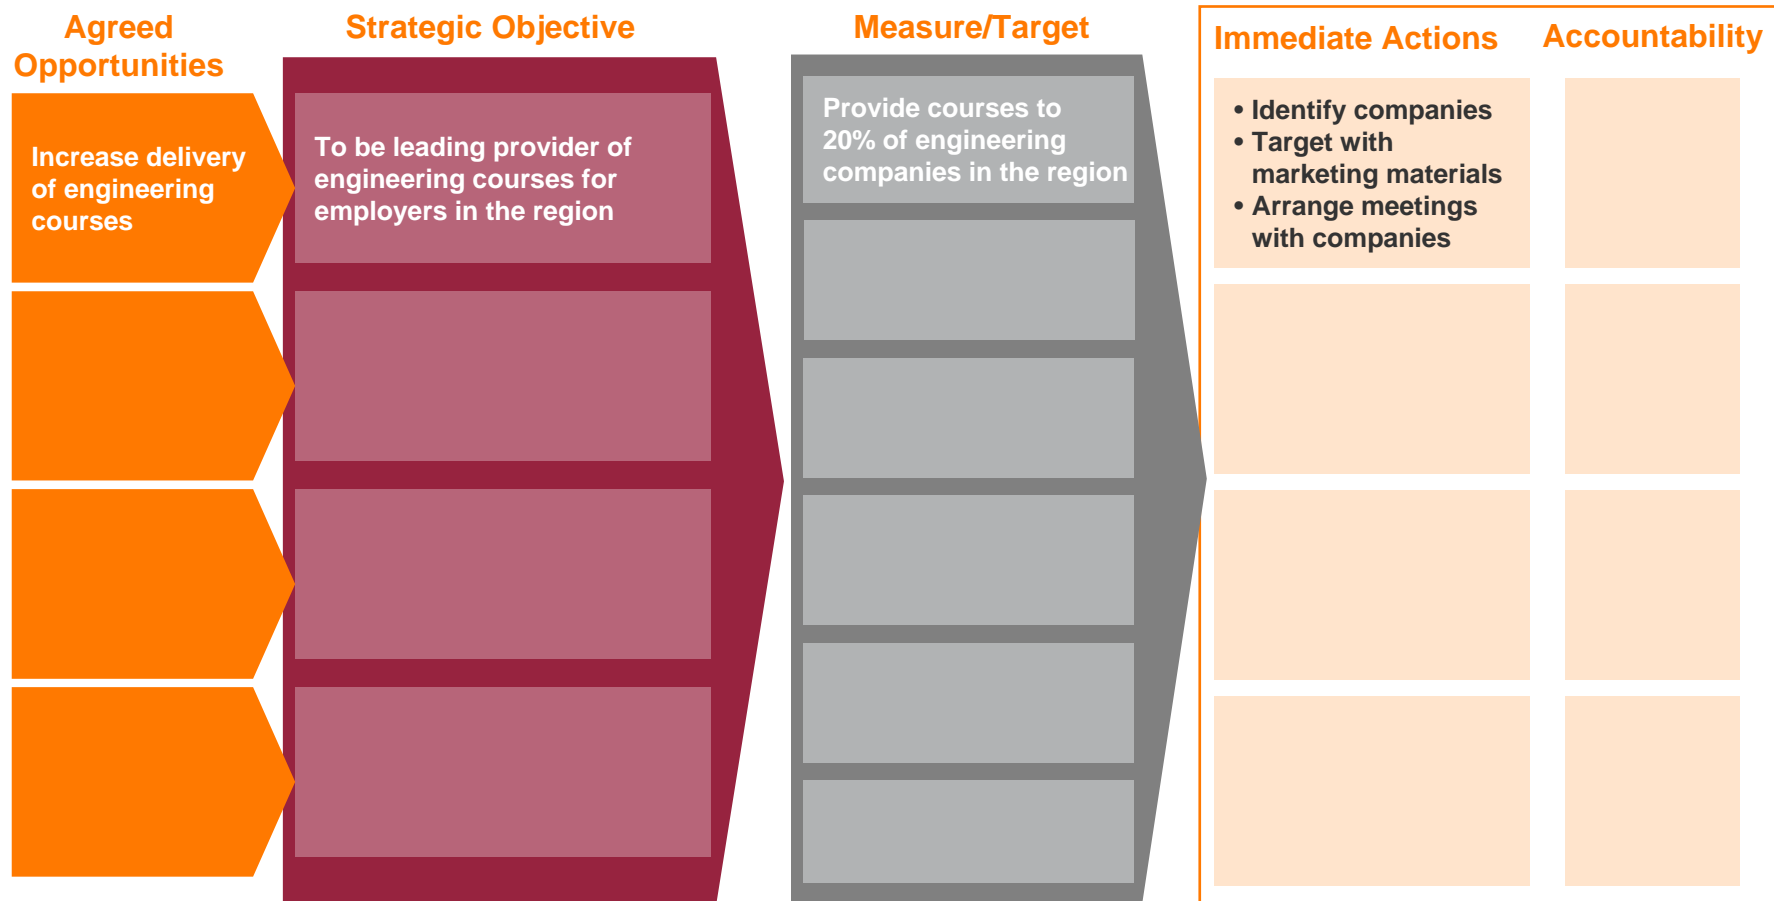 Agreed
Opportunities
Strategic Objective
Measure/Target
Immediate Actions
Accountability
Increase delivery
of engineering
courses
To be leading provider of
engineering courses for
employers in the region
Provide courses to
20% of engineering
companies in the region
• Identify companies
• Target with
marketing materials
• Arrange meetings
with companies